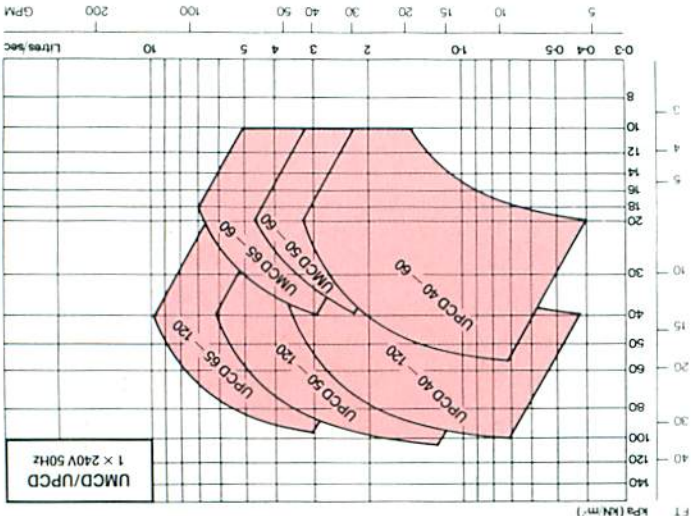 FT. kPa (kN/m²)
UMCD/UPCD
1 × 240V 50Hz
140
40 120
100
30 80
20 60
50
15 40
10 30
20
18
5 16
14
4 12
10
3
8
UPCD 40 – 120
UPCD 50 – 120
UPCD 65 – 120
UPCD 40 – 60
UMCD 50 – 60
UMCD 65 – 60
0·3 0·4 0·5 1·0 2 3 4 5 10 Litres/sec
5 10 15 20 30 40 50 100 200 GPM